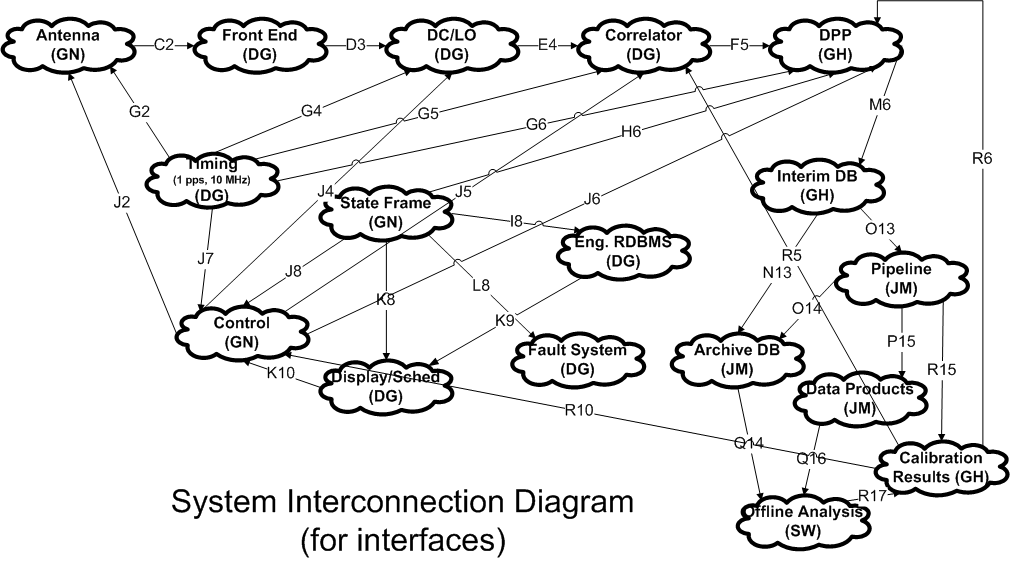 Antenna
(GN)
C2
Front End
(DG)
D3
DC/LO
(DG)
E4
Correlator
(DG)
F5
DPP
(GH)
G2
G4
G5
G6
H6
M6
R6
Timing
(1 pps, 10 MHz)
(DG)
J2
J4
J5
J6
State Frame
(GN)
I8
Interim DB
(GH)
O13
Eng. RDBMS
(DG)
R5
J7
J8
K8
L8
N13
Pipeline
(JM)
O14
Control
(GN)
K9
P15
Fault System
(DG)
Archive DB
(JM)
R15
K10
Display/Sched
(DG)
R10
Data Products
(JM)
Q14
Q16
Calibration
Results (GH)
R17
Offline Analysis
(SW)
System Interconnection Diagram
(for interfaces)